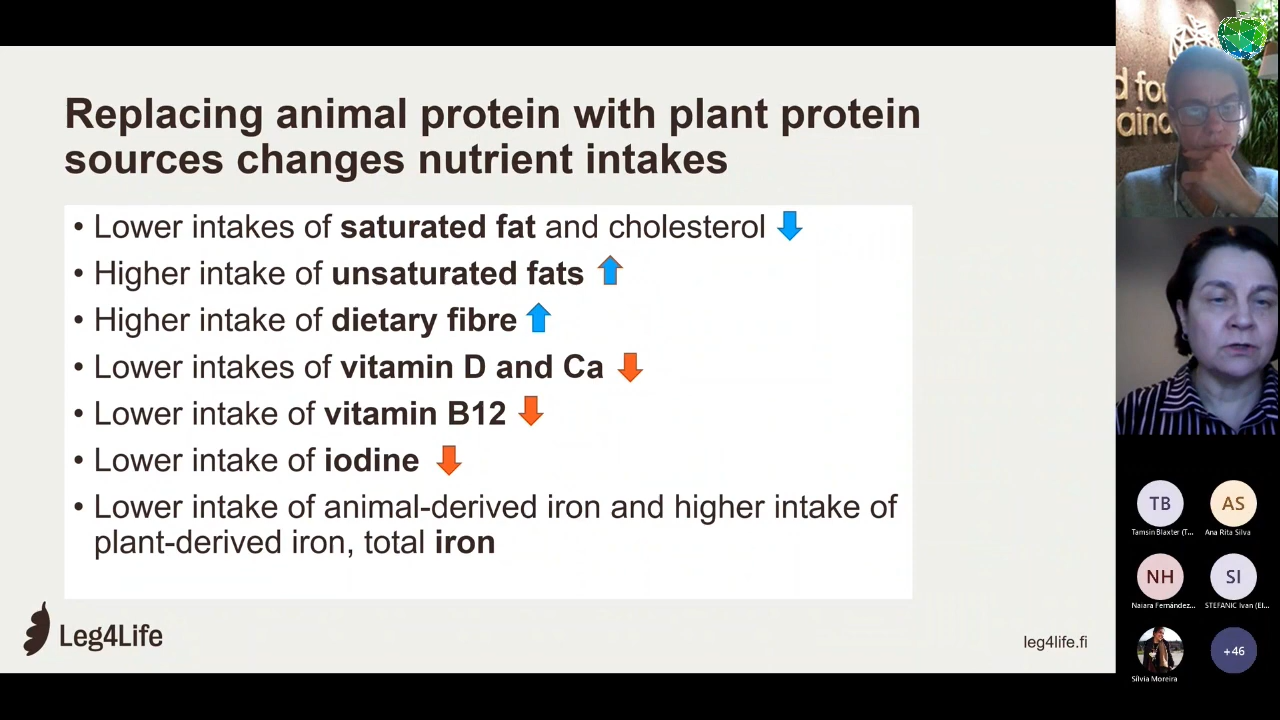 Replacing animal protein with plant protein
sources changes nutrient intakes
• Lower intakes of saturated fat and cholesterol
• Higher intake of unsaturated fats
• Higher intake of dietary fibre
• Lower intakes of vitamin D and Ca
• Lower intake of vitamin B12
• Lower intake of iodine
• Lower intake of animal-derived iron and higher intake of
plant-derived iron, total iron
Leg4Life
leg4life.fi
TB
AS
Tamsin Blaxter (T...
Ana Rita Silva
NH
SI
Naiara Fernández...
STEFANIC Ivan (EI...
Sílvia Moreira
+46